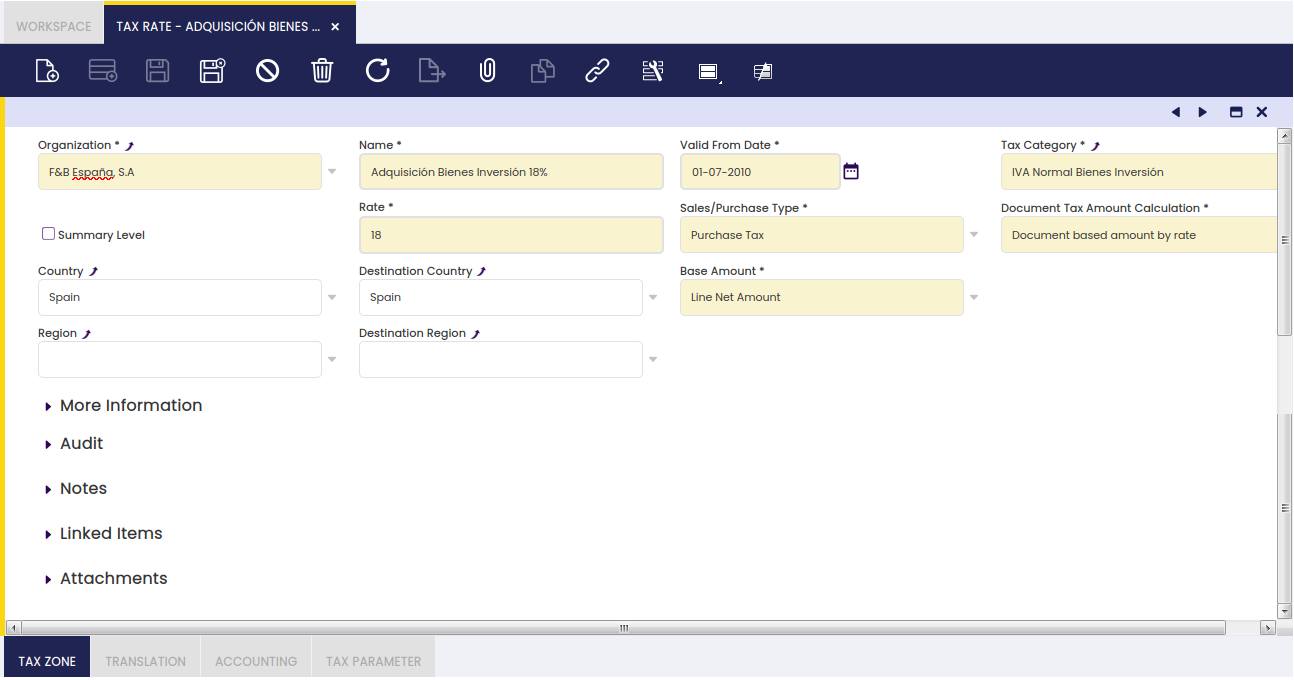 WORKSPACE
TAX RATE - ADQUISICIÓN BIENES ...
Organization *
Name *
Valid From Date *
Tax Category *
F&B España, S.A
Adquisición Bienes Inversión 18%
01-07-2010
IVA Normal Bienes Inversión
Rate *
Sales/Purchase Type *
Document Tax Amount Calculation *
Summary Level
18
Purchase Tax
Document based amount by rate
Country
Destination Country
Base Amount *
Spain
Spain
Line Net Amount
Region
Destination Region
More Information
Audit
Notes
Linked Items
Attachments
TAX ZONE
TRANSLATION
ACCOUNTING
TAX PARAMETER